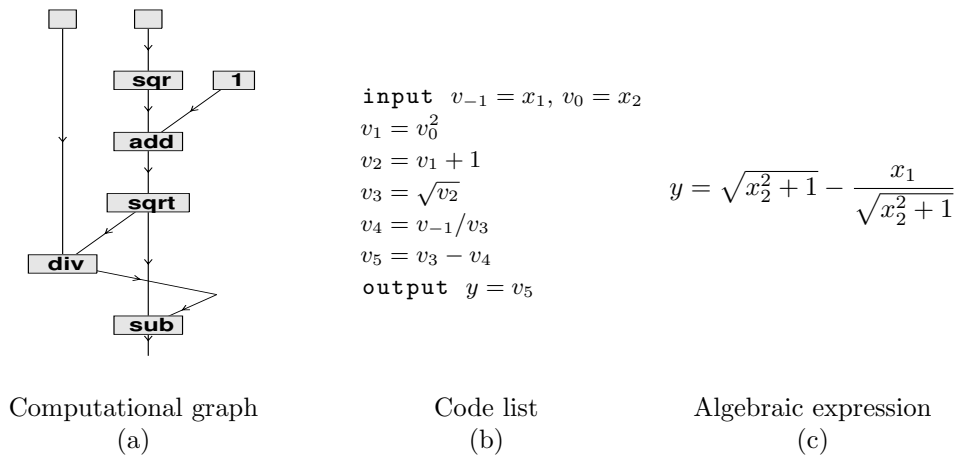 sqr
1
add
sqrt
div
sub
input v₋₁ = x₁, v₀ = x₂
v₁ = v₀²
v₂ = v₁ + 1
v₃ = √v₂
v₄ = v₋₁/v₃
v₅ = v₃ − v₄
output y = v₅
y = √(x₂² + 1) − x₁/√(x₂² + 1)
Computational graph
(a)
Code list
(b)
Algebraic expression
(c)